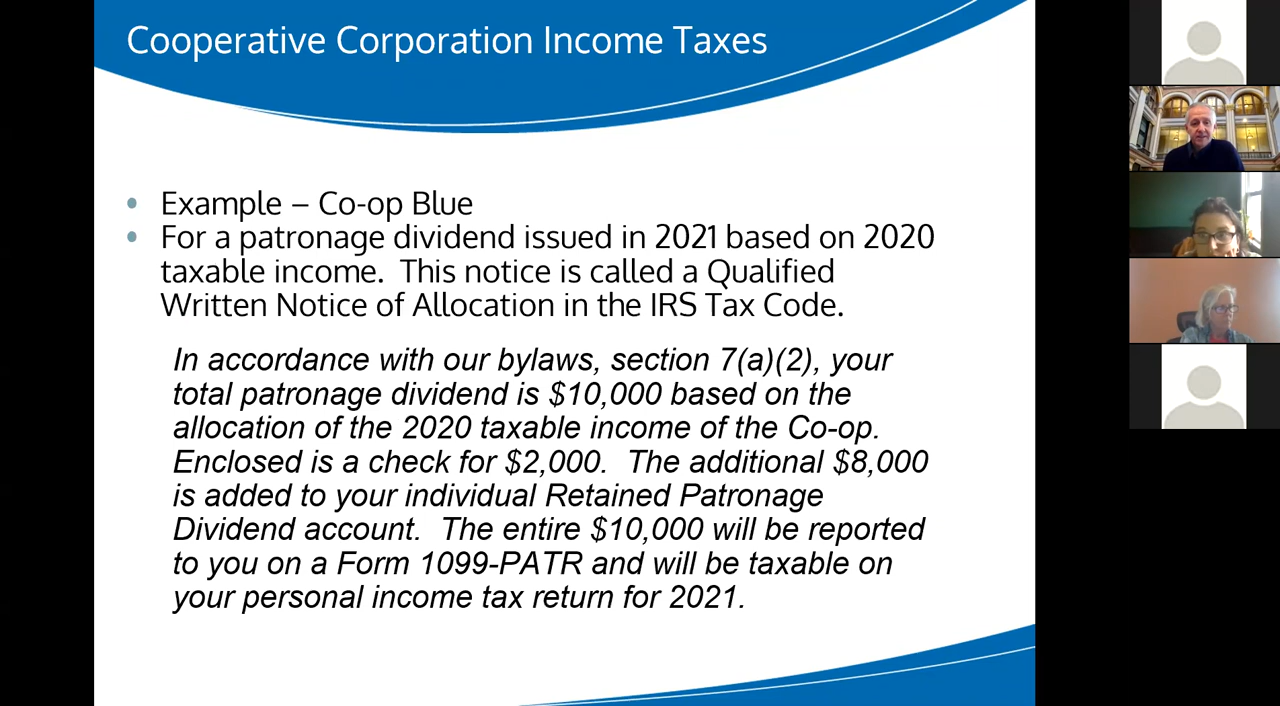 Cooperative Corporation Income Taxes
• Example – Co-op Blue
• For a patronage dividend issued in 2021 based on 2020
taxable income.  This notice is called a Qualified
Written Notice of Allocation in the IRS Tax Code.
In accordance with our bylaws, section 7(a)(2), your
total patronage dividend is $10,000 based on the
allocation of the 2020 taxable income of the Co-op.
Enclosed is a check for $2,000.  The additional $8,000
is added to your individual Retained Patronage
Dividend account.  The entire $10,000 will be reported
to you on a Form 1099-PATR and will be taxable on
your personal income tax return for 2021.